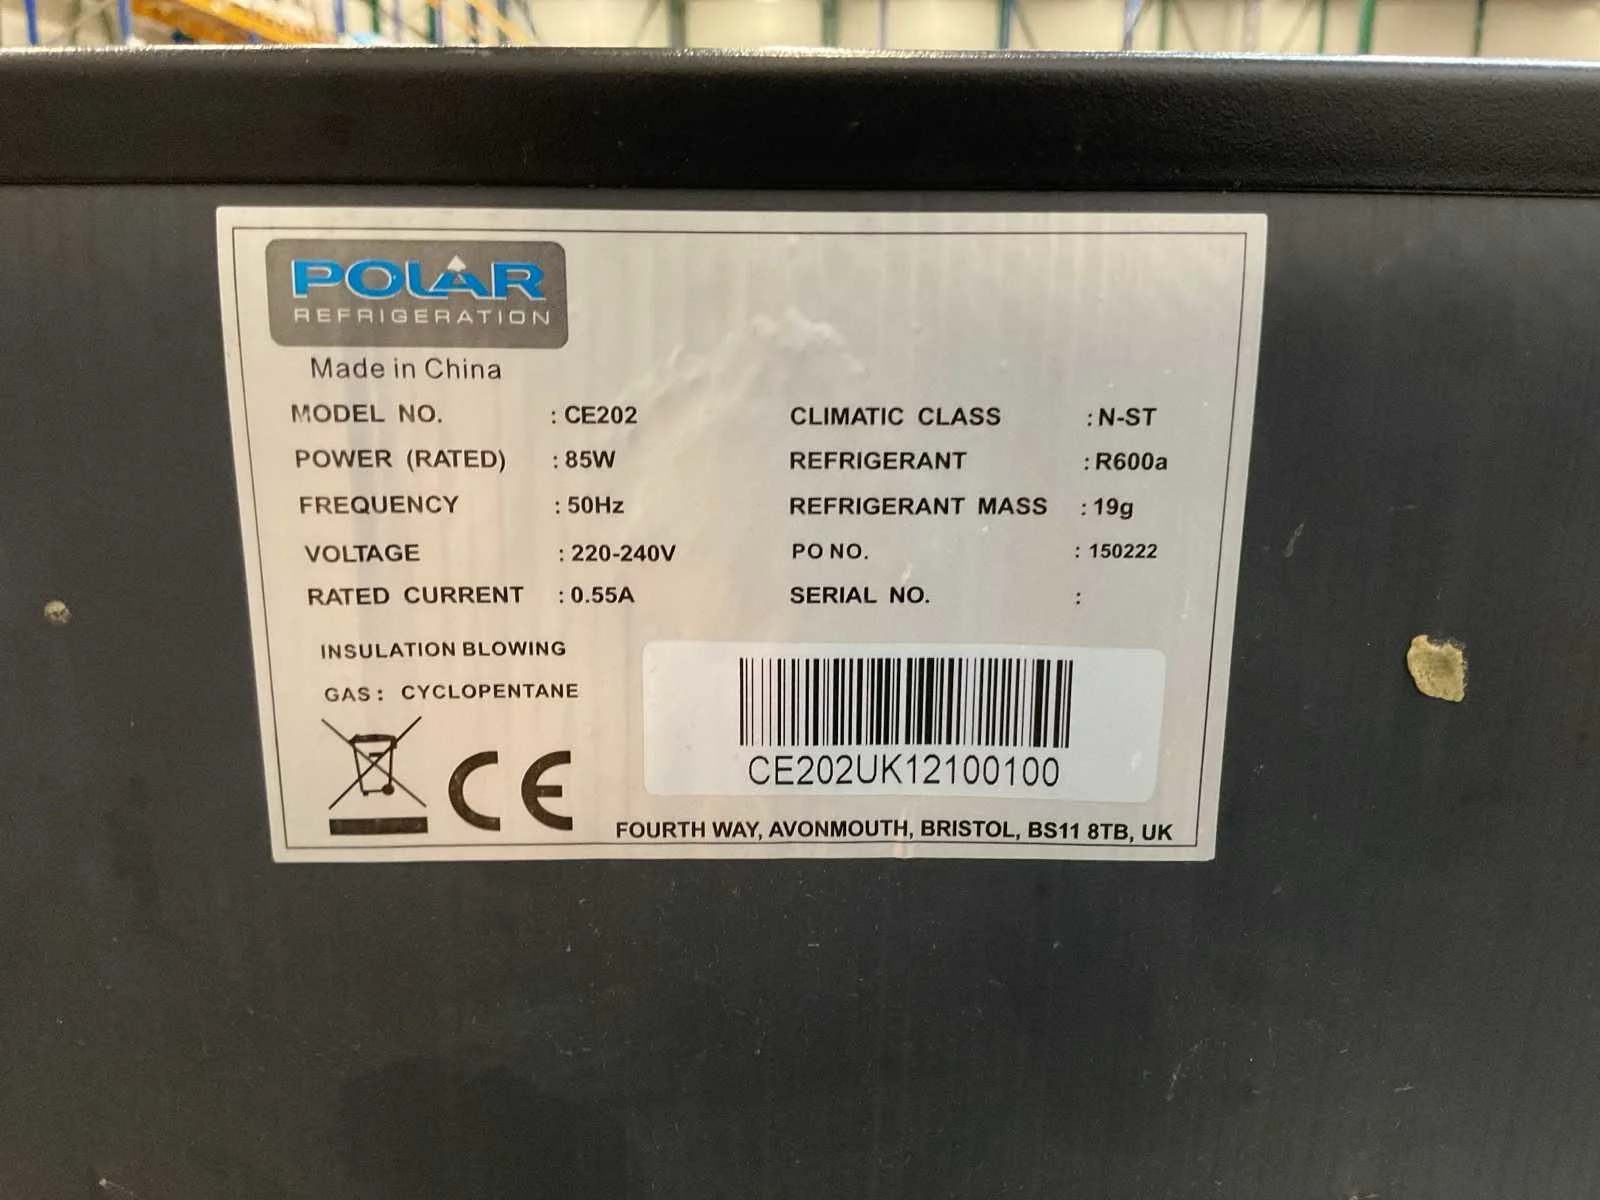 POLAR
REFRIGERATION
Made in China
MODEL NO. : CE202
POWER (RATED) : 85W
FREQUENCY : 50Hz
VOLTAGE : 220-240V
RATED CURRENT : 0.55A
INSULATION BLOWING
GAS : CYCLOPENTANE
CLIMATIC CLASS : N-ST
REFRIGERANT : R600a
REFRIGERANT MASS : 19g
PO NO. : 150222
SERIAL NO. :
CE202UK12100100
CE
FOURTH WAY, AVONMOUTH, BRISTOL, BS11 8TB, UK